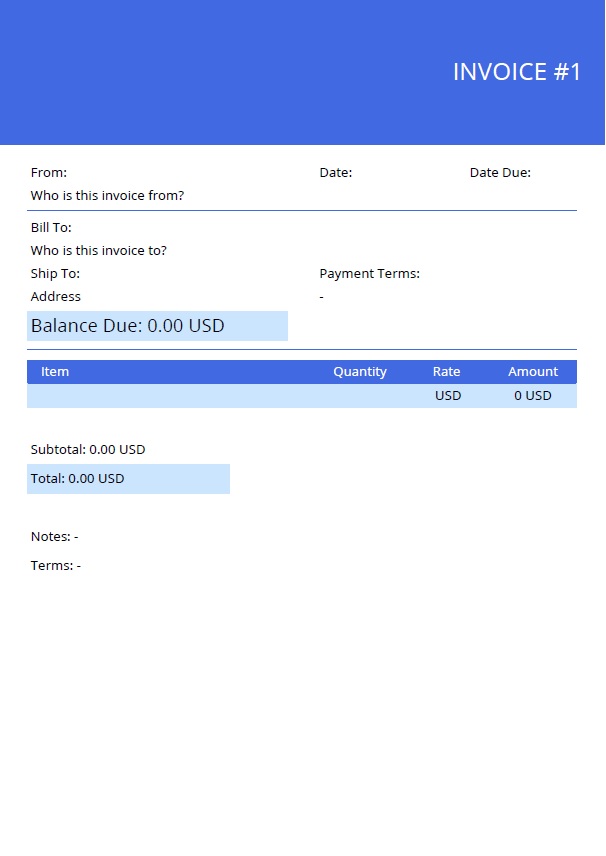 INVOICE #1
From: Date: Date Due:
Who is this invoice from?
Bill To:
Who is this invoice to?
Ship To: Payment Terms:
Address -
Balance Due: 0.00 USD
Item Quantity Rate Amount
USD 0 USD
Subtotal: 0.00 USD
Total: 0.00 USD
Notes: -
Terms: -